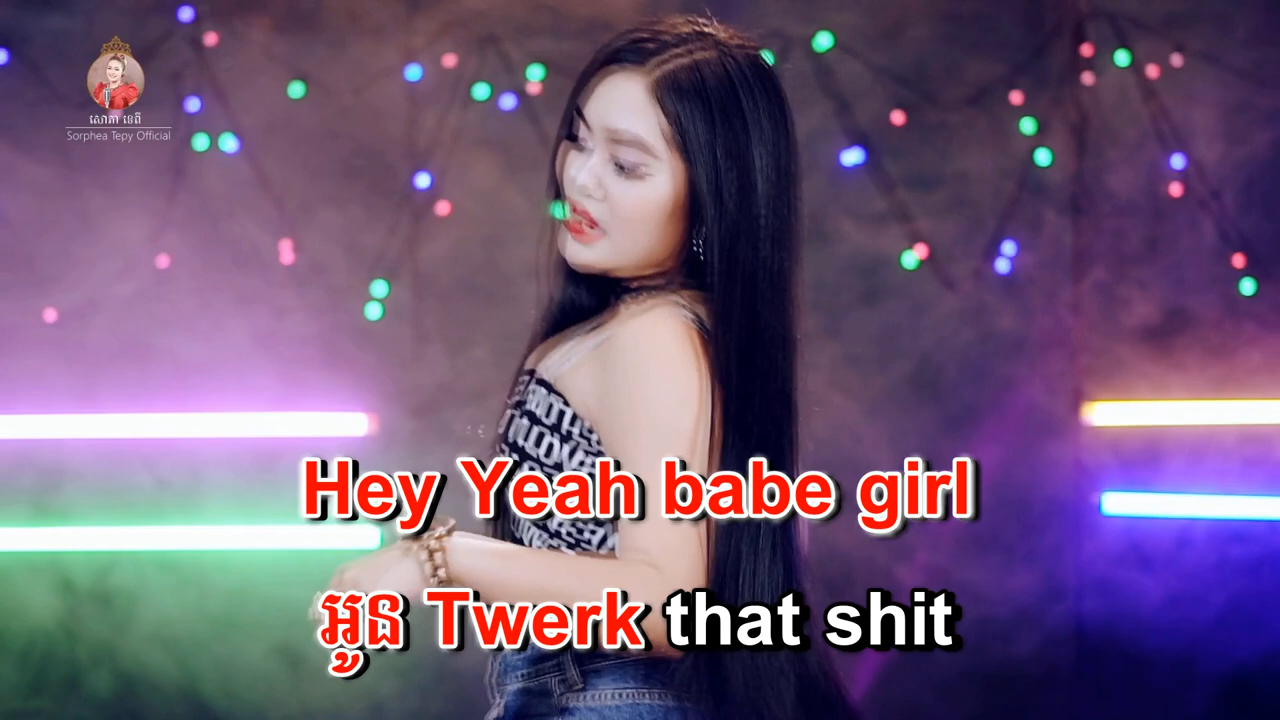 សោភា ទេពី
Sorphea Tepy Official
Hey Yeah babe girl
អូន Twerk that shit